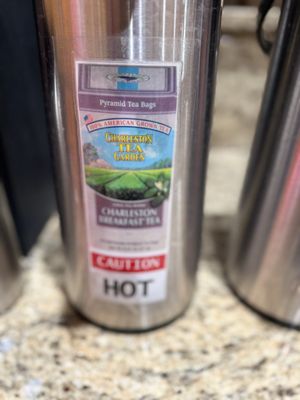 Pyramid Tea Bags
100% AMERICAN GROWN TEA
CHARLESTON
TEA
GARDEN
CHARLESTON
BREAKFAST TEA
CAUTION
HOT